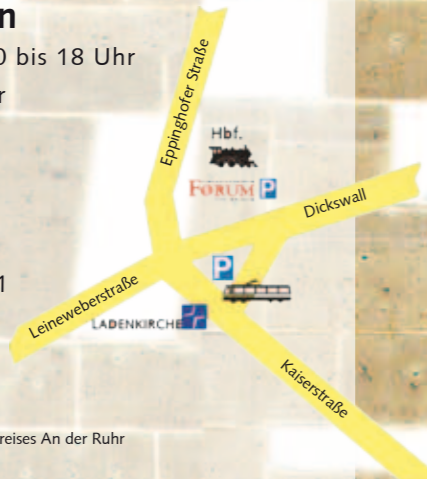 n
0 bis 18 Uhr
r
Eppinghofer Straße
Hbf.
FORUM P
Dickswall
P
1
Leineweberstraße
LADENKIRCHE
Kaiserstraße
reises An der Ruhr